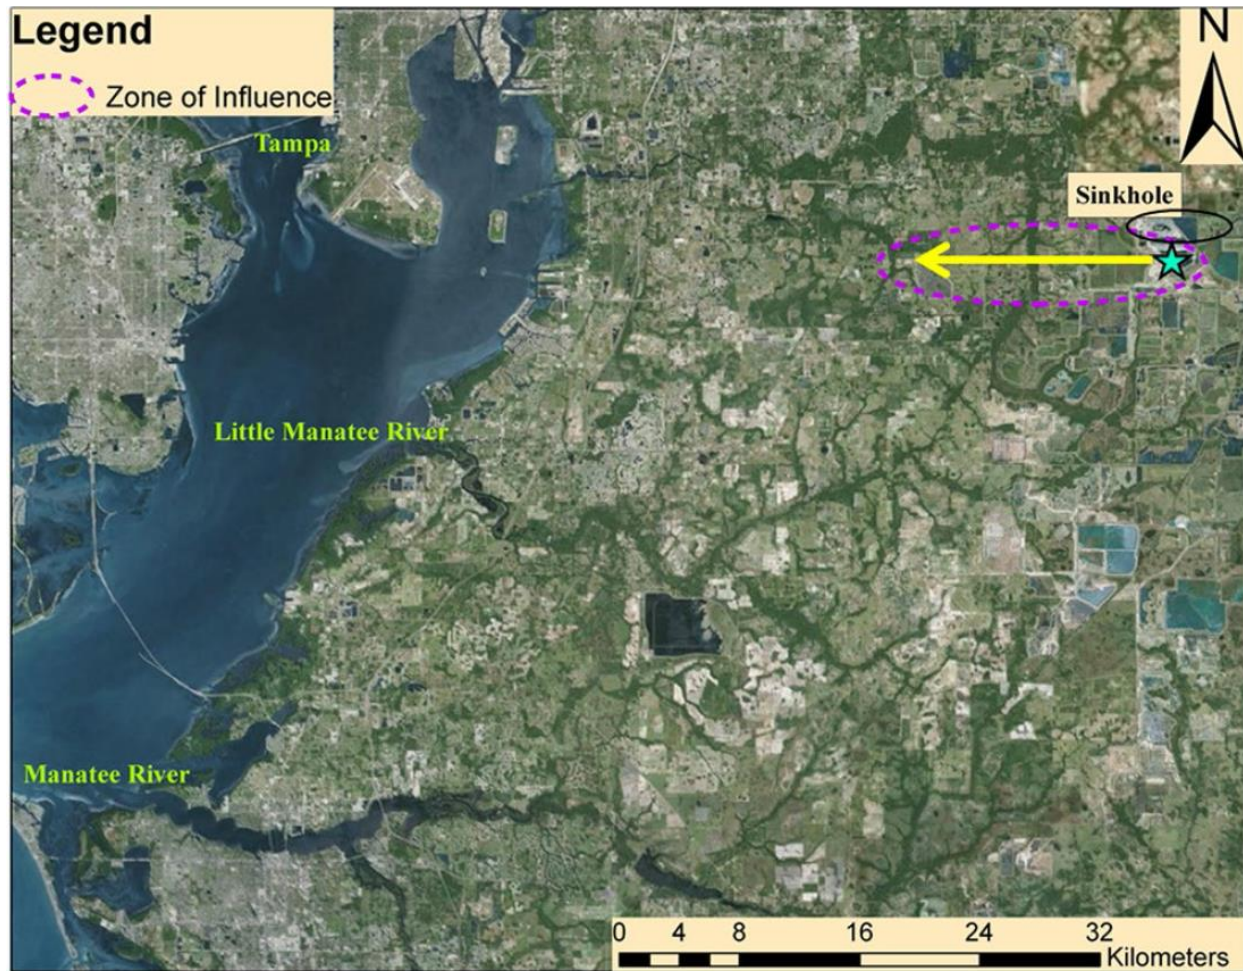 Legend
N
Zone of Influence
Tampa
Sinkhole
Little Manatee River
Manatee River
0 4 8 16 24 32
Kilometers